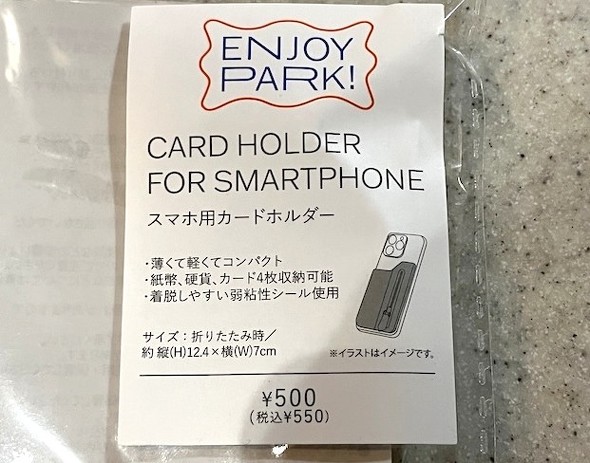 ENJOY
PARK!
CARD HOLDER
FOR SMARTPHONE
スマホ用カードホルダー
・薄くて軽くてコンパクト
・紙幣、硬貨、カード4枚収納可能
・着脱しやすい弱粘性シール使用
サイズ：折りたたみ時／
約 縦(H)12.4×横(W)7cm
※イラストはイメージです。
¥500
(税込¥550)